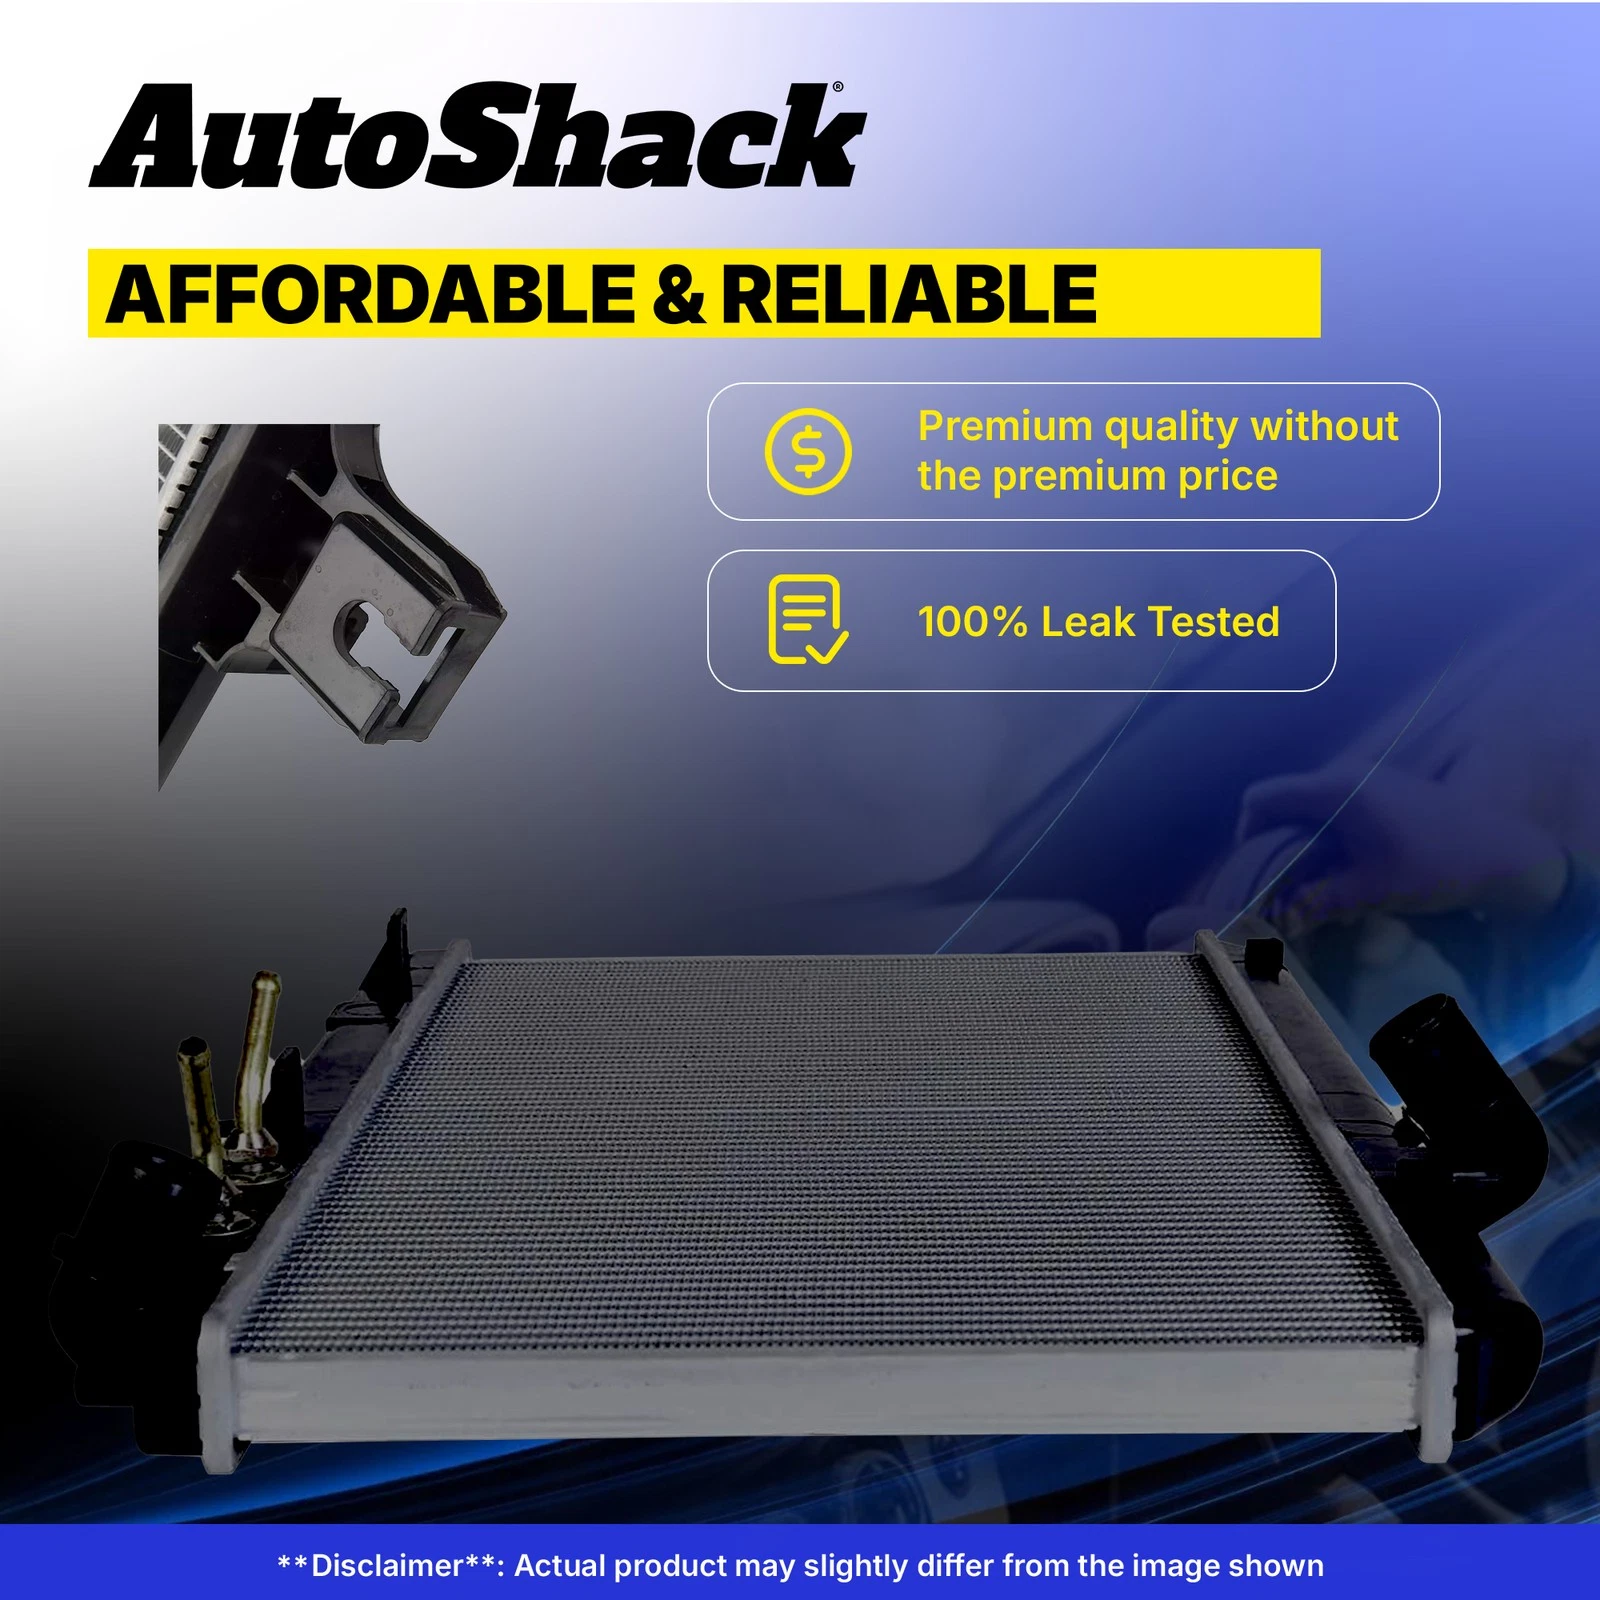 AutoShack®
AFFORDABLE & RELIABLE
Premium quality without
the premium price
100% Leak Tested
**Disclaimer**: Actual product may slightly differ from the image shown